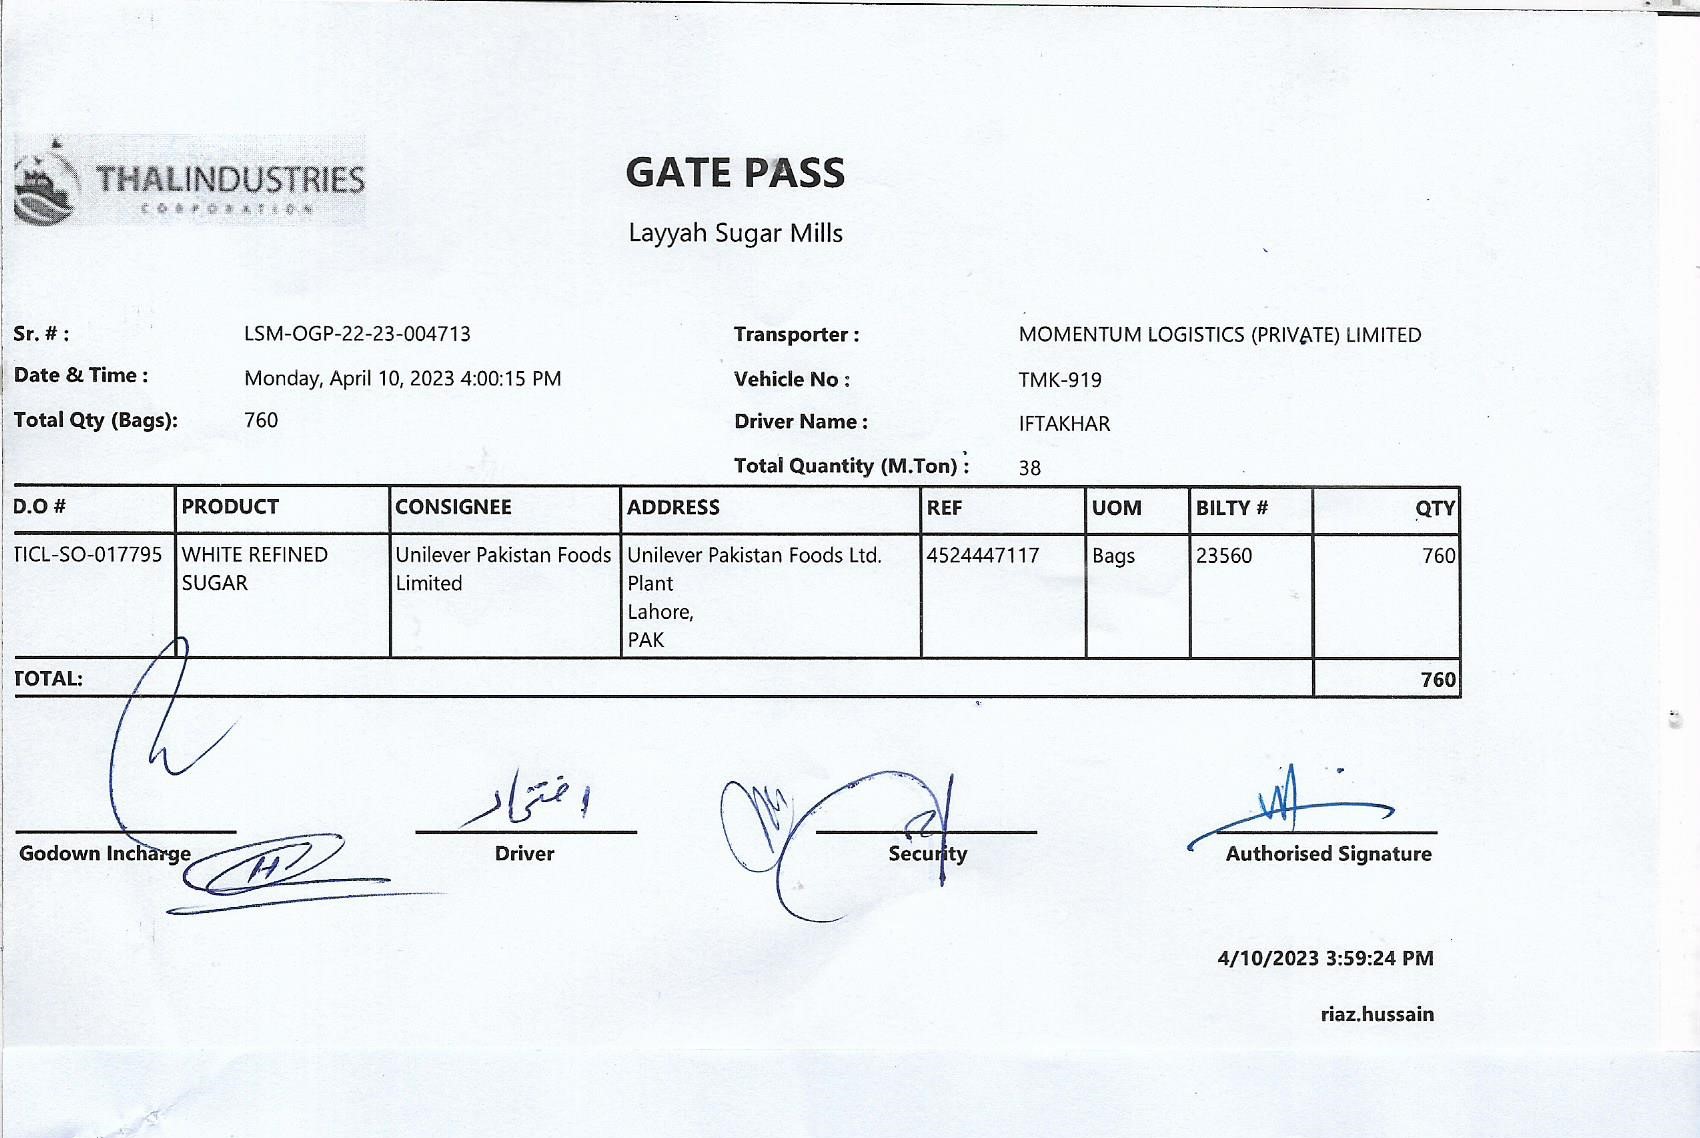 THALINDUSTRIES
CORPORATION
GATE PASS
Layyah Sugar Mills
Sr. # : LSM-OGP-22-23-004713 Transporter : MOMENTUM LOGISTICS (PRIVATE) LIMITED
Date & Time : Monday, April 10, 2023 4:00:15 PM Vehicle No : TMK-919
Total Qty (Bags): 760 Driver Name : IFTAKHAR
Total Quantity (M.Ton) : 38
D.O # PRODUCT CONSIGNEE ADDRESS REF UOM BILTY # QTY
TICL-SO-017795 WHITE REFINED Unilever Pakistan Foods Unilever Pakistan Foods Ltd. 4524447117 Bags 23560 760
SUGAR Limited Plant
Lahore,
PAK
TOTAL: 760
Godown Incharge Driver Security Authorised Signature
4/10/2023 3:59:24 PM
riaz.hussain